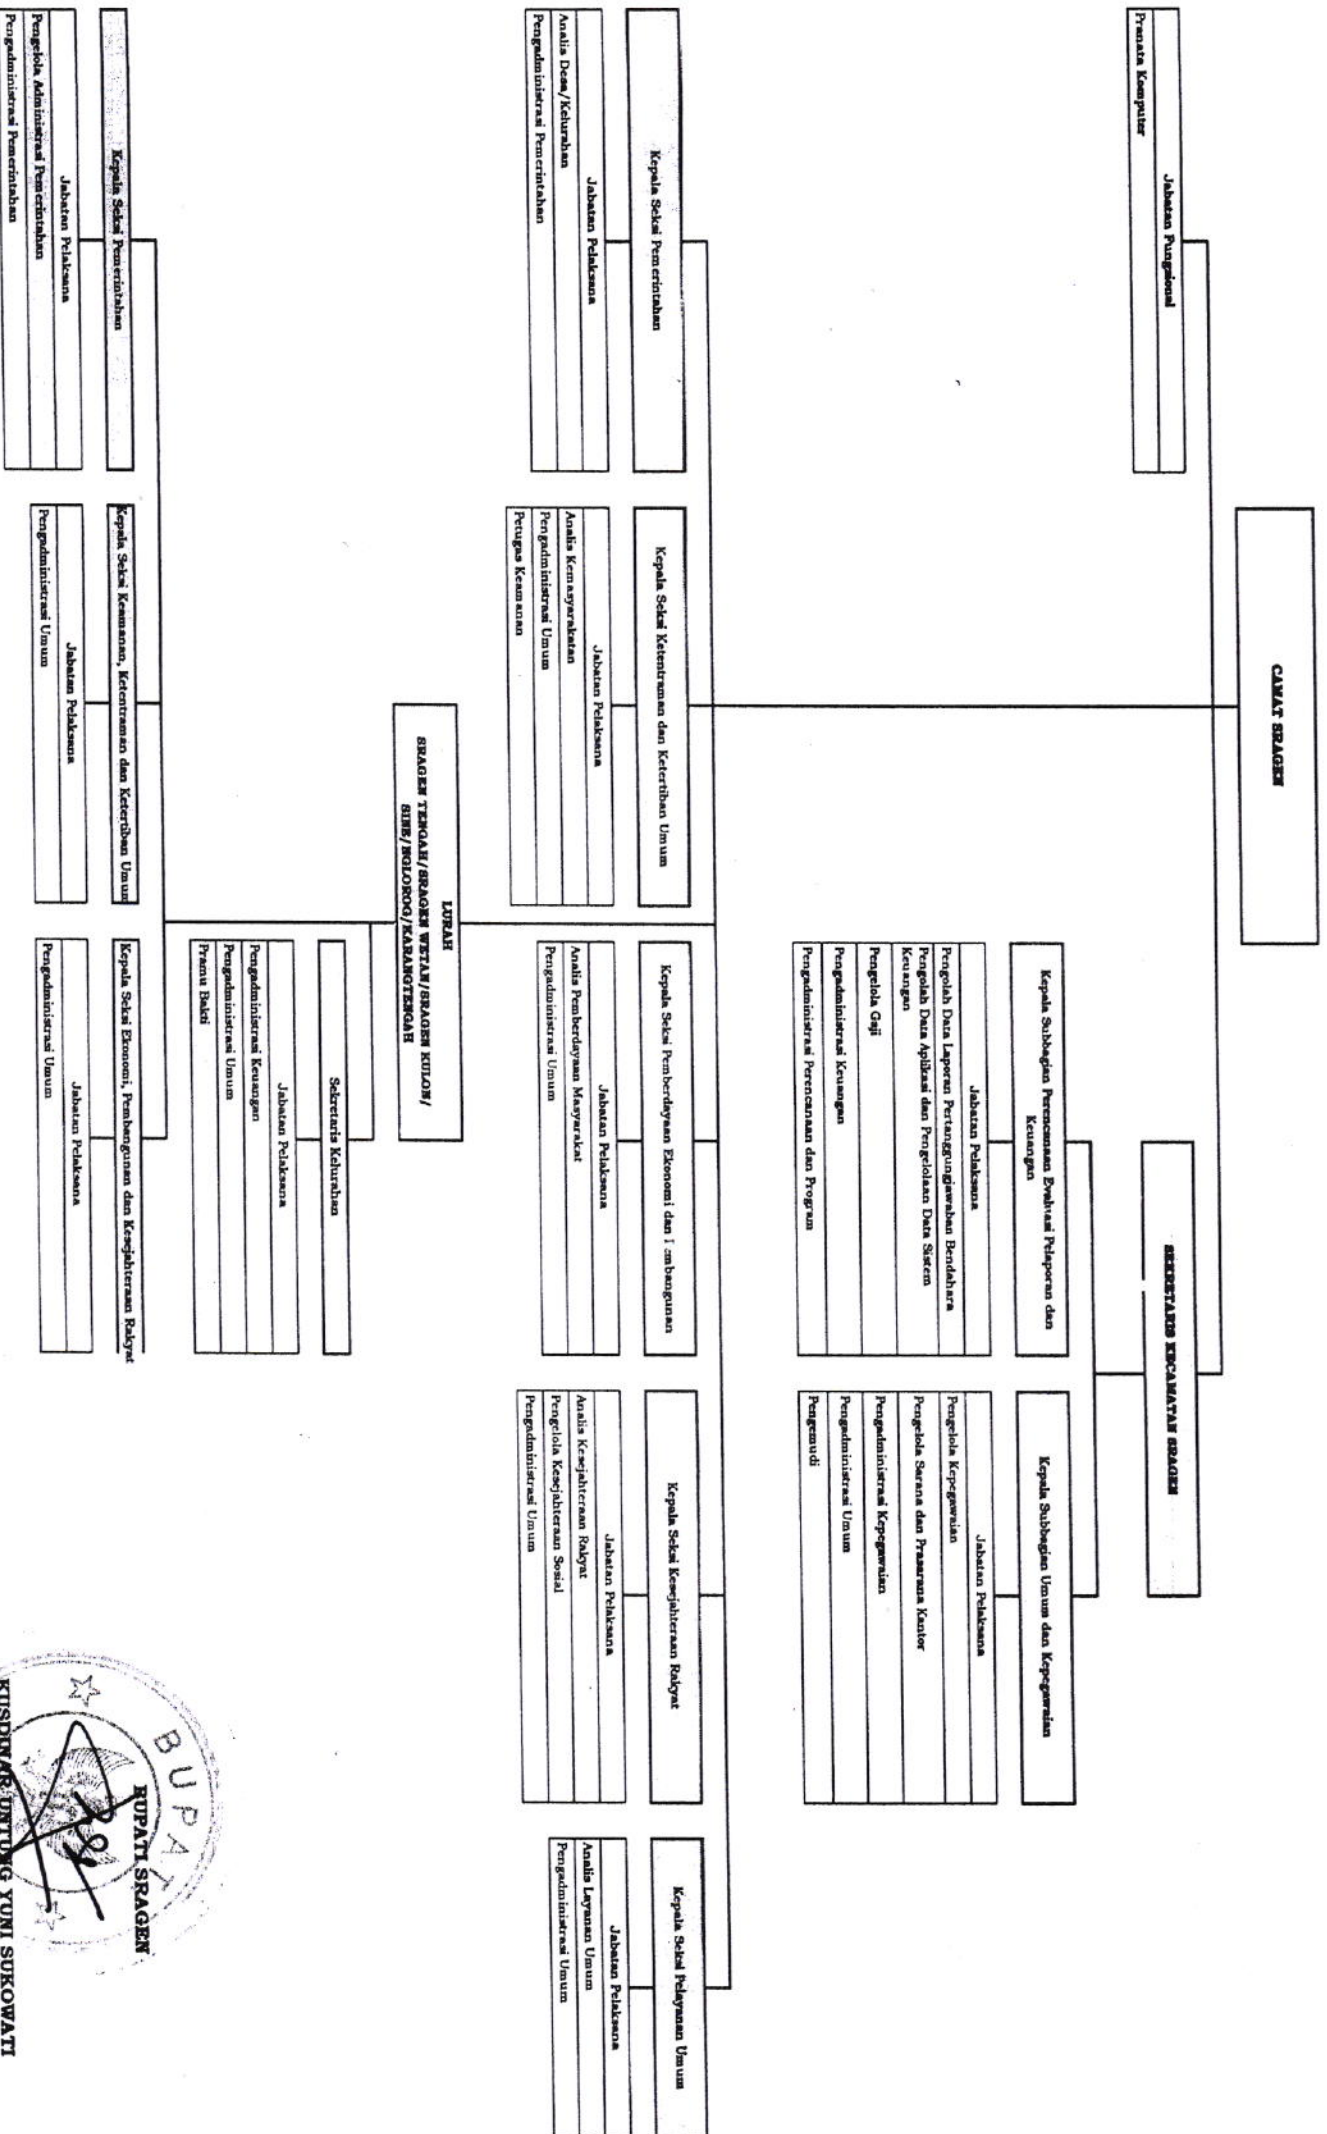 CAMAT SRAGEN
Jabatan Fungsional
Pranata Komputer
SEKRETARIS KECAMATAN SRAGEN
Kepala Subbagian Perencanaan Evaluasi Pelaporan dan
Keuangan
Jabatan Pelaksana
Pengolah Data Laporan Pertanggungjawaban Bendahara
Pengolah Data Aplikasi dan Pengelolaan Data Sistem
Keuangan
Pengelola Gaji
Pengadministrasi Keuangan
Pengadministrasi Perencanaan dan Program
Kepala Subbagian Umum dan Kepegawaian
Jabatan Pelaksana
Pengelola Kepegawaian
Pengelola Sarana dan Prasarana Kantor
Pengadministrasi Kepegawaian
Pengadministrasi Umum
Pengemudi
Kepala Seksi Pemerintahan
Jabatan Pelaksana
Analis Desa/Kelurahan
Pengadministrasi Pemerintahan
Kepala Seksi Ketentraman dan Ketertiban Umum
Jabatan Pelaksana
Analis Kemasyarakatan
Pengadministrasi Umum
Petugas Keamanan
Kepala Seksi Pemberdayaan Ekonomi dan embangunan
Jabatan Pelaksana
Analis Pemberdayaan Masyarakat
Pengadministrasi Umum
Kepala Seksi Kesejahteraan Rakyat
Jabatan Pelaksana
Analis Kesejahteraan Rakyat
Pengelola Kesejahteraan Sosial
Pengadministrasi Umum
Kepala Seksi Pelayanan Umum
Jabatan Pelaksana
Analis Layanan Umum
Pengadministrasi Umum
LURAH
SRAGEN TENGAH/SRAGEN WETAN/SRAGEN KULON/
SINE/NGLOROG/KARANGTENGAH
Sekretaris Kelurahan
Jabatan Pelaksana
Pengadministrasi Keuangan
Pengadministrasi Umum
Pramu Bakti
Kepala Seksi Pemerintahan
Jabatan Pelaksana
Pengelola Administrasi Pemerintahan
Pengadministrasi Pemerintahan
Kepala Seksi Keamanan, Ketentraman dan Ketertiban Umum
Jabatan Pelaksana
Pengadministrasi Umum
Kepala Seksi Ekonomi, Pembangunan dan Kesejahteraan Rakyat
Jabatan Pelaksana
Pengadministrasi Umum
BUPATI
BUPATI SRAGEN
KUSDINAR UNTUNG YUNI SUKOWATI